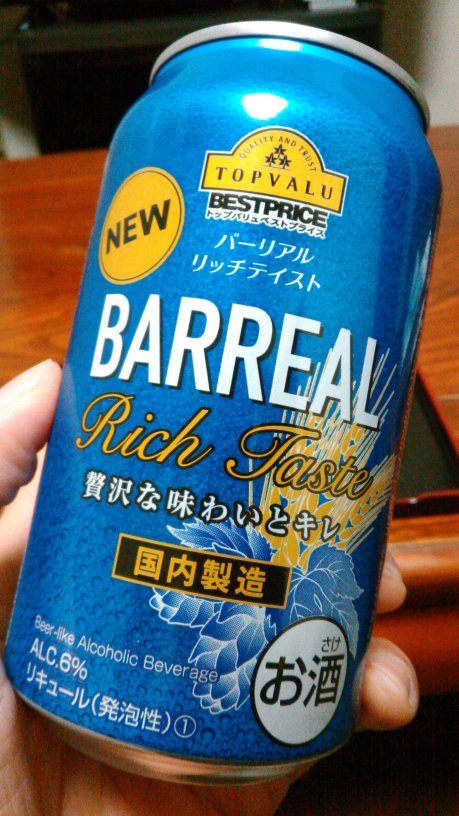 QUALITY AND TRUST
TOPVALU
BESTPRICE
トップバリュベストプライス
NEW
バーリアル
リッチテイスト
BARREAL
Rich Taste
贅沢な味わいとキレ
国内製造
Beer-like Alcoholic Beverage
ALC.6%
リキュール(発泡性)①
さけ
お酒